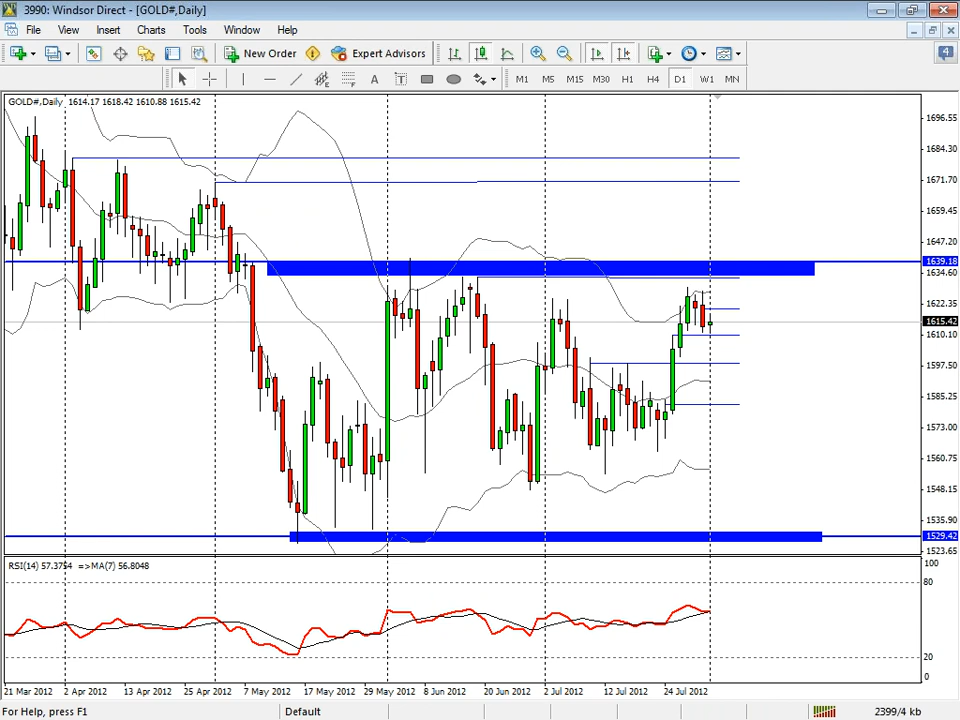 3990: Windsor Direct - [GOLD#,Daily]
File View Insert Charts Tools Window Help
New Order Expert Advisors 4
A T M1 M5 M15 M30 H1 H4 D1 W1 MN
GOLD#,Daily 1614.17 1618.42 1610.88 1615.42
1696.55
1684.30
1671.70
1659.45
1647.20
1639.18
1634.60
1622.35
1615.42
1610.10
1597.50
1585.25
1573.00
1560.75
1548.15
1535.90
1529.42
1523.65
RSI(14) 57.3754 =>MA(7) 56.8048
100
80
20
0
21 Mar 2012 2 Apr 2012 13 Apr 2012 25 Apr 2012 7 May 2012 17 May 2012 29 May 2012 8 Jun 2012 20 Jun 2012 2 Jul 2012 12 Jul 2012 24 Jul 2012
For Help, press F1 Default 2399/4 kb